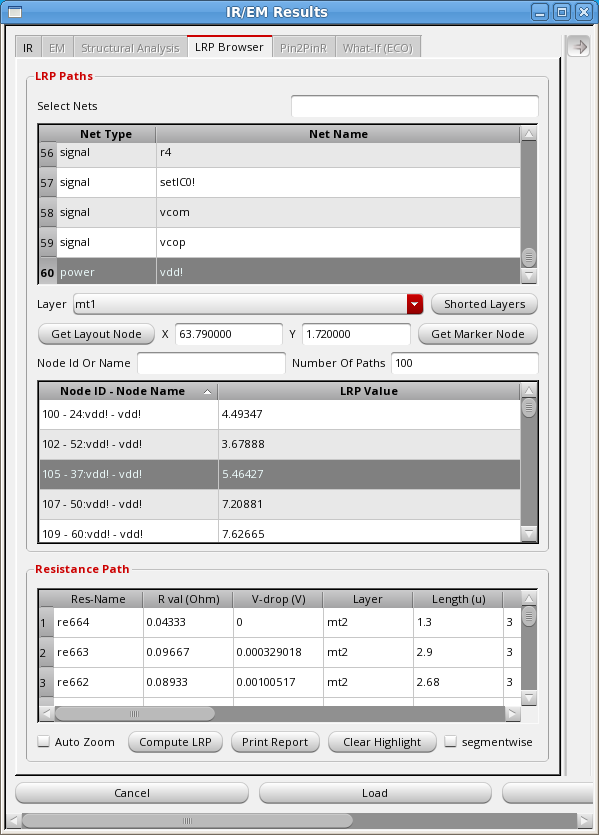 IR/EM Results
IR EM Structural Analysis LRP Browser Pin2PinR What-If (ECO)
LRP Paths
Select Nets
Net Type Net Name
56 signal r4
57 signal setIC0!
58 signal vcom
59 signal vcop
60 power vdd!
Layer mt1 Shorted Layers
Get Layout Node X 63.790000 Y 1.720000 Get Marker Node
Node Id Or Name Number Of Paths 100
Node ID - Node Name LRP Value
100 - 24:vdd! - vdd! 4.49347
102 - 52:vdd! - vdd! 3.67888
105 - 37:vdd! - vdd! 5.46427
107 - 50:vdd! - vdd! 7.20881
109 - 60:vdd! - vdd! 7.62665
Resistance Path
Res-Name R val (Ohm) V-drop (V) Layer Length (u)
1 re664 0.04333 0 mt2 1.3 3
2 re663 0.09667 0.000329018 mt2 2.9 3
3 re662 0.08933 0.00100517 mt2 2.68 3
Auto Zoom Compute LRP Print Report Clear Highlight segmentwise
Cancel Load